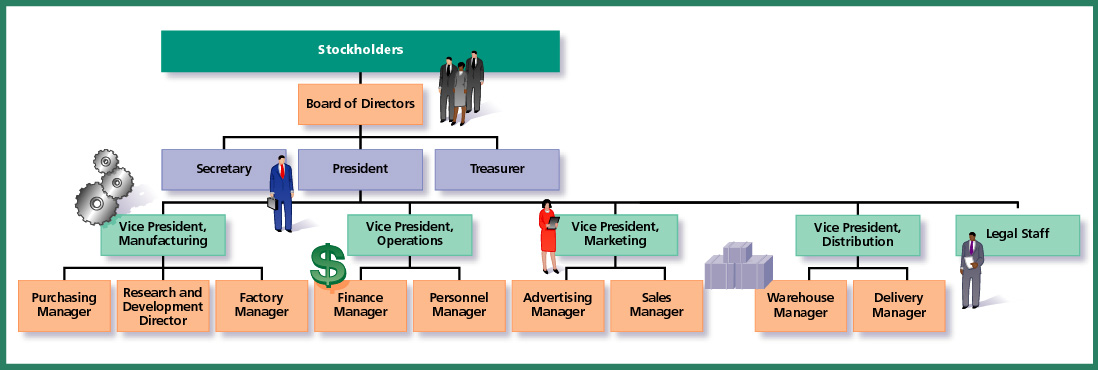 Stockholders
Board of Directors
Secretary
President
Treasurer
Vice President,
Manufacturing
Vice President,
Operations
Vice President,
Marketing
Vice President,
Distribution
Legal Staff
Purchasing
Manager
Research and
Development
Director
Factory
Manager
Finance
Manager
Personnel
Manager
Advertising
Manager
Sales
Manager
Warehouse
Manager
Delivery
Manager
$